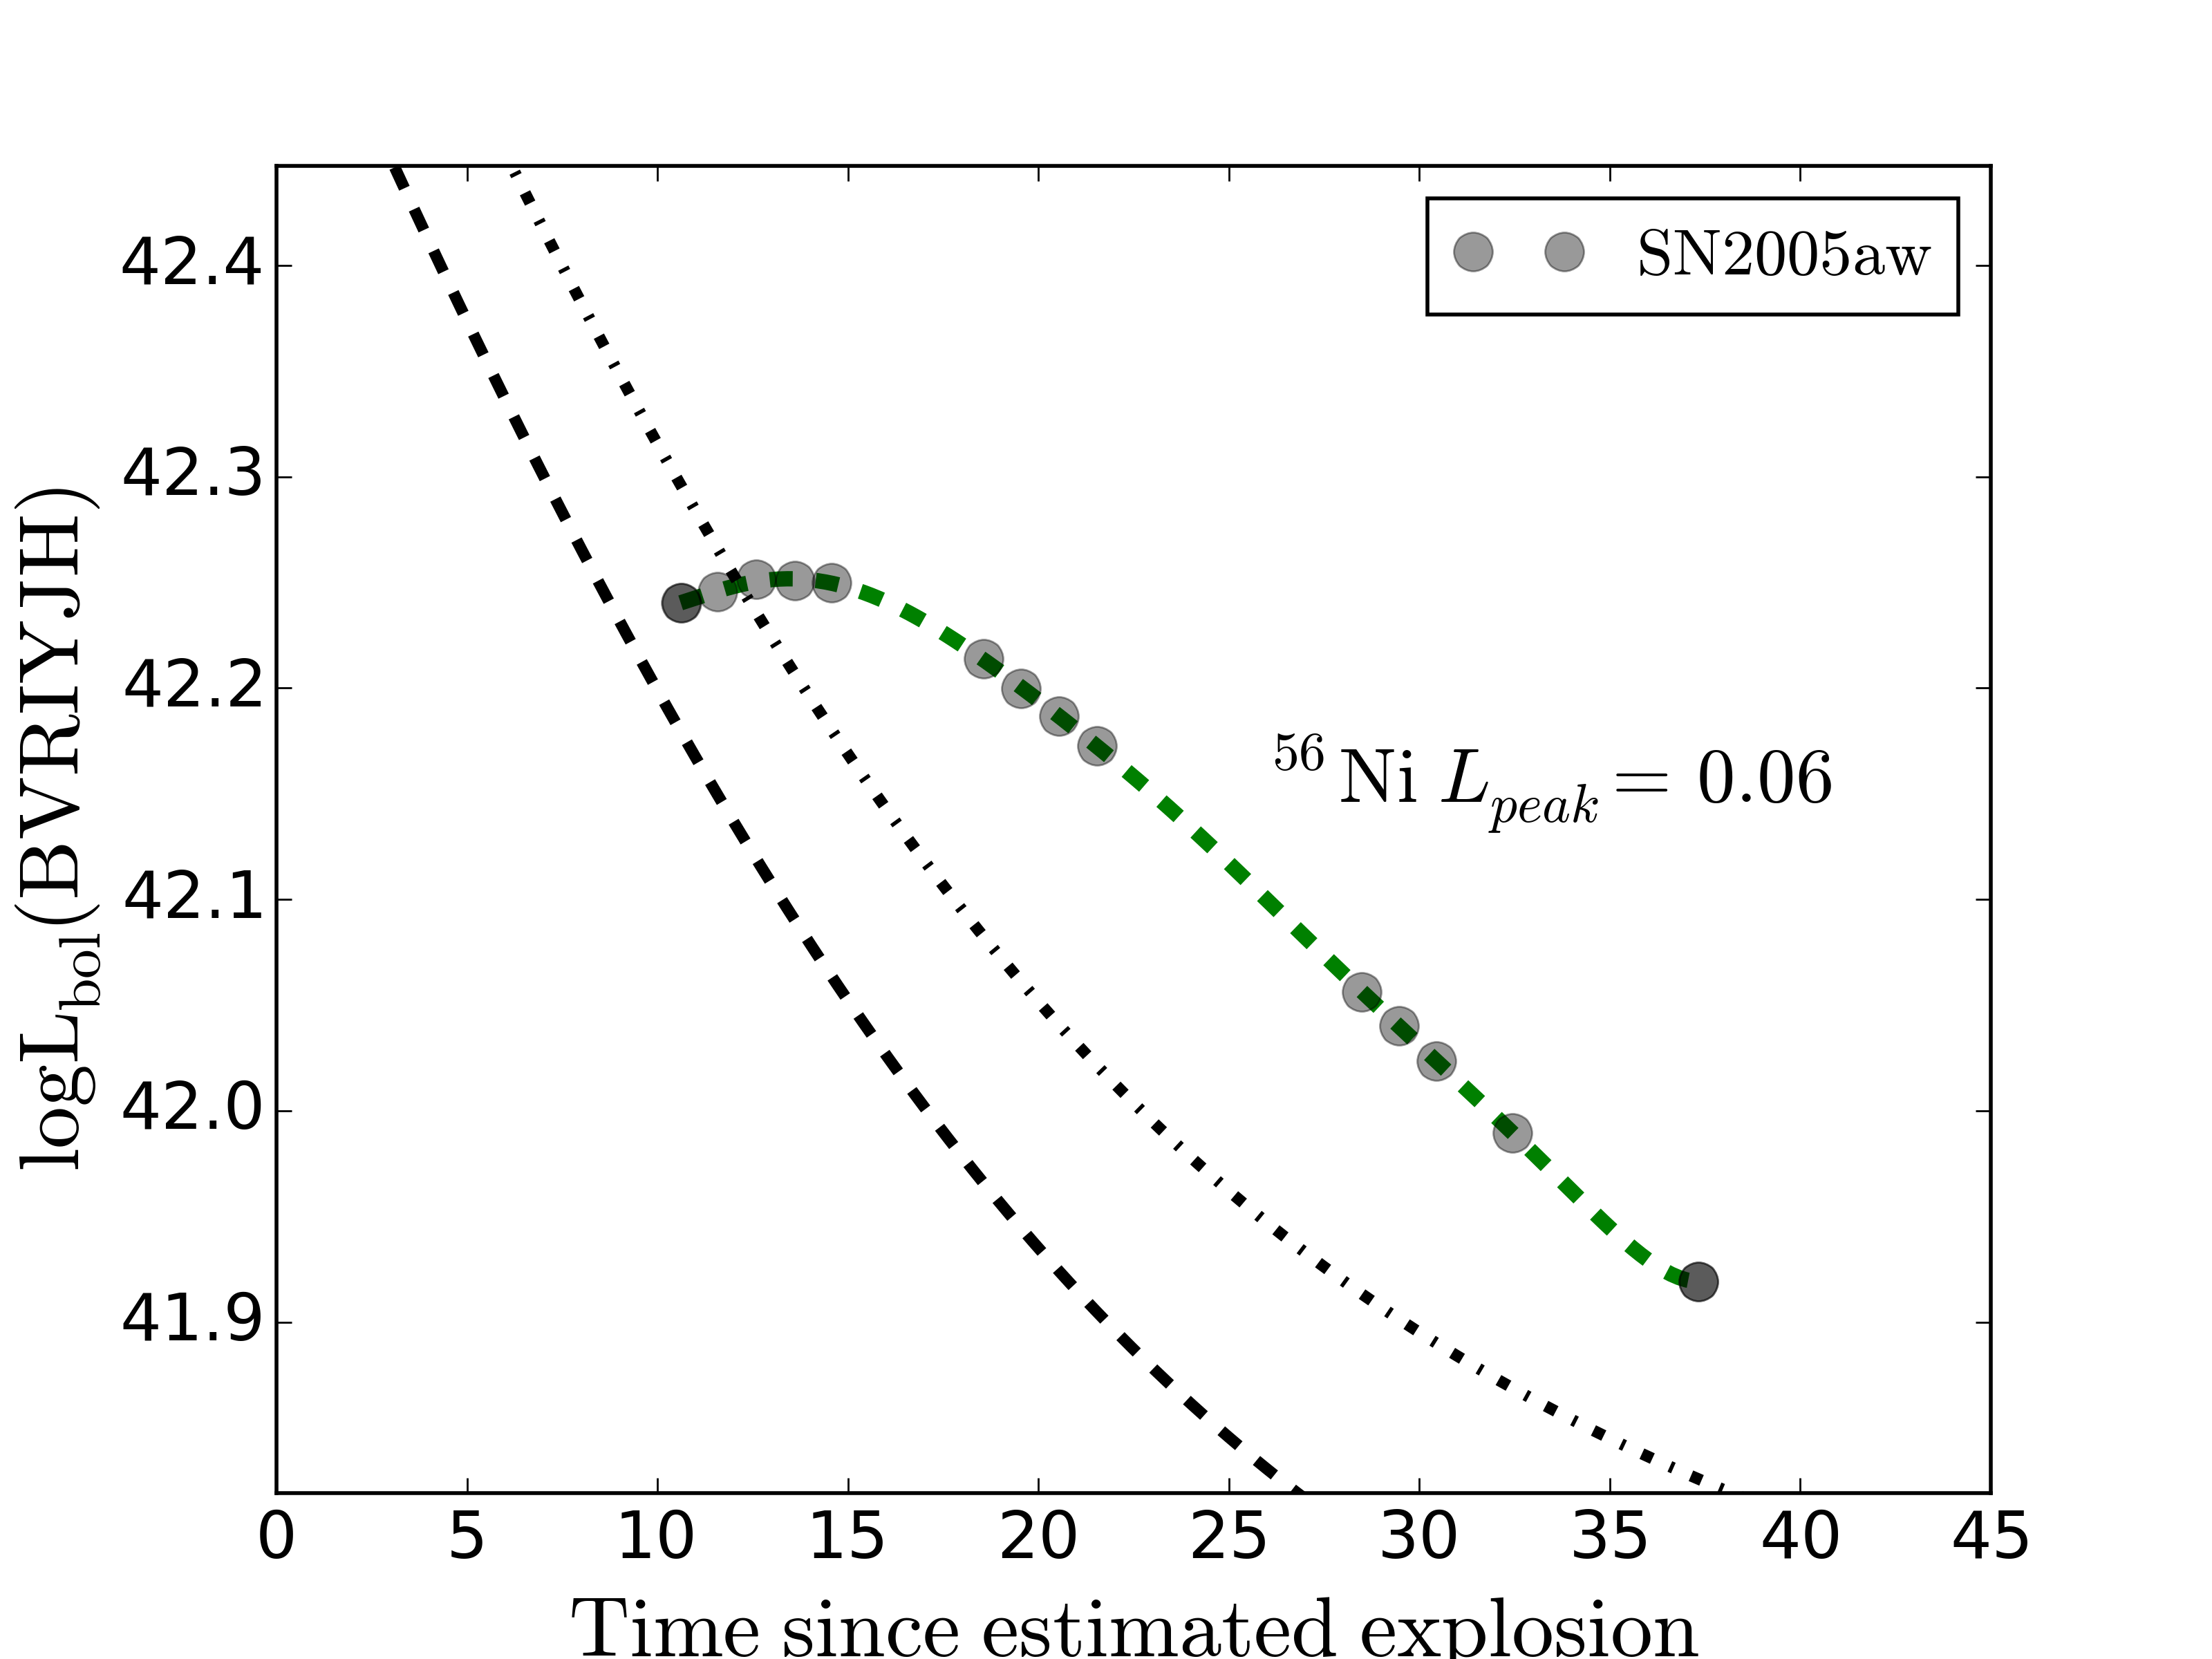 SN2005aw
42.4
42.3
42.2
42.1
42.0
41.9
logL_bol(BVRIYJH)
⁵⁶Ni L_peak = 0.06
0 5 10 15 20 25 30 35 40 45
Time since estimated explosion